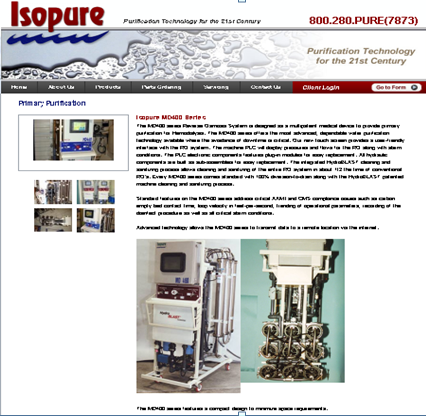 Isopure
Purification Technology for the 21st Century
800.280.PURE(7873)
Purification Technology
for the 21st Century
Home About Us Products Parts Ordering Servicing Contact Us Client Login Go to Form
Primary Purification
Isopure MD400 Series
The MD400 series Reverse Osmosis System is designed as a multipatient medical device to provide primary
purification for Hemodialysis. The MD400 series offers the most advanced, dependable water purification
technology available where the avoidance of downtime is critical. Our new touch screen provides a user-friendly
interface with the RO system. The machine PLC will display pressures and flows for the RO along with alarm
conditions. The PLC electronic components feature plug-in modules for easy replacement. All hydraulic
components are built as sub-assemblies for easy replacement. The integrated HydroBLAST cleaning and
sanitizing process allows cleaning and sanitizing of the entire RO system in about 1/2 the time of conventional
RO's. Every MD400 series comes standard with 100% diversion-to-drain along with the HydroBLAST patented
machine cleaning and sanitizing process.
Standard features on the MD400 series address critical AAMI and CMS compliance issues such as carbon
empty bed contact time, loop velocity in feet-per-second, trending of operational parameters, recording of the
disinfect procedure as well as all critical alarm conditions.
Advanced technology allows the MD400 series to transmit data to a remote location via the internet.
The MD400 series features a compact design to minimize space requirements.